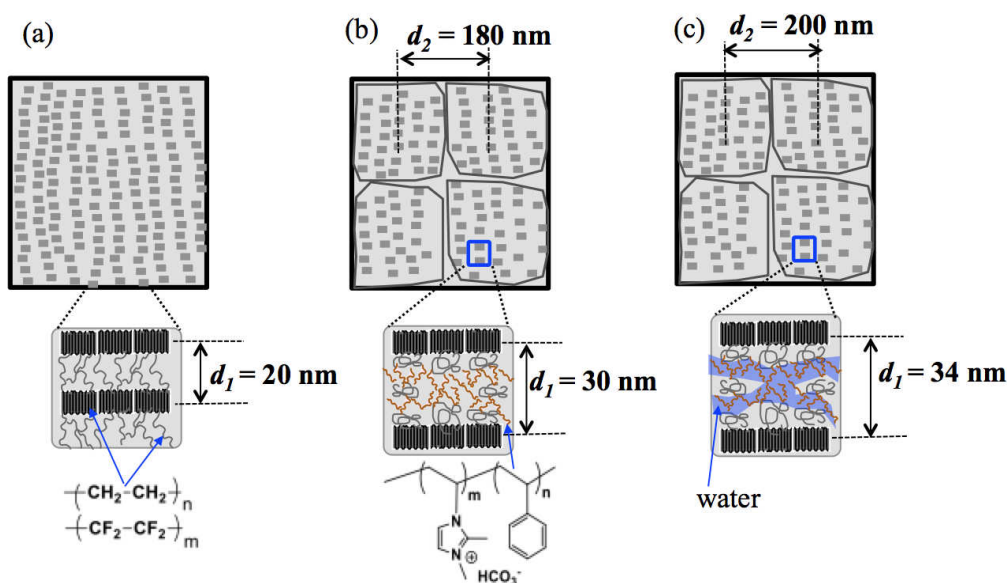 (a)
(b)
d₂ = 180 nm
(c)
d₂ = 200 nm
d₁ = 20 nm
d₁ = 30 nm
d₁ = 34 nm
water
(CH₂-CH₂)n
(CF₂-CF₂)m
m
n
N
N
⊕
HCO₃⁻